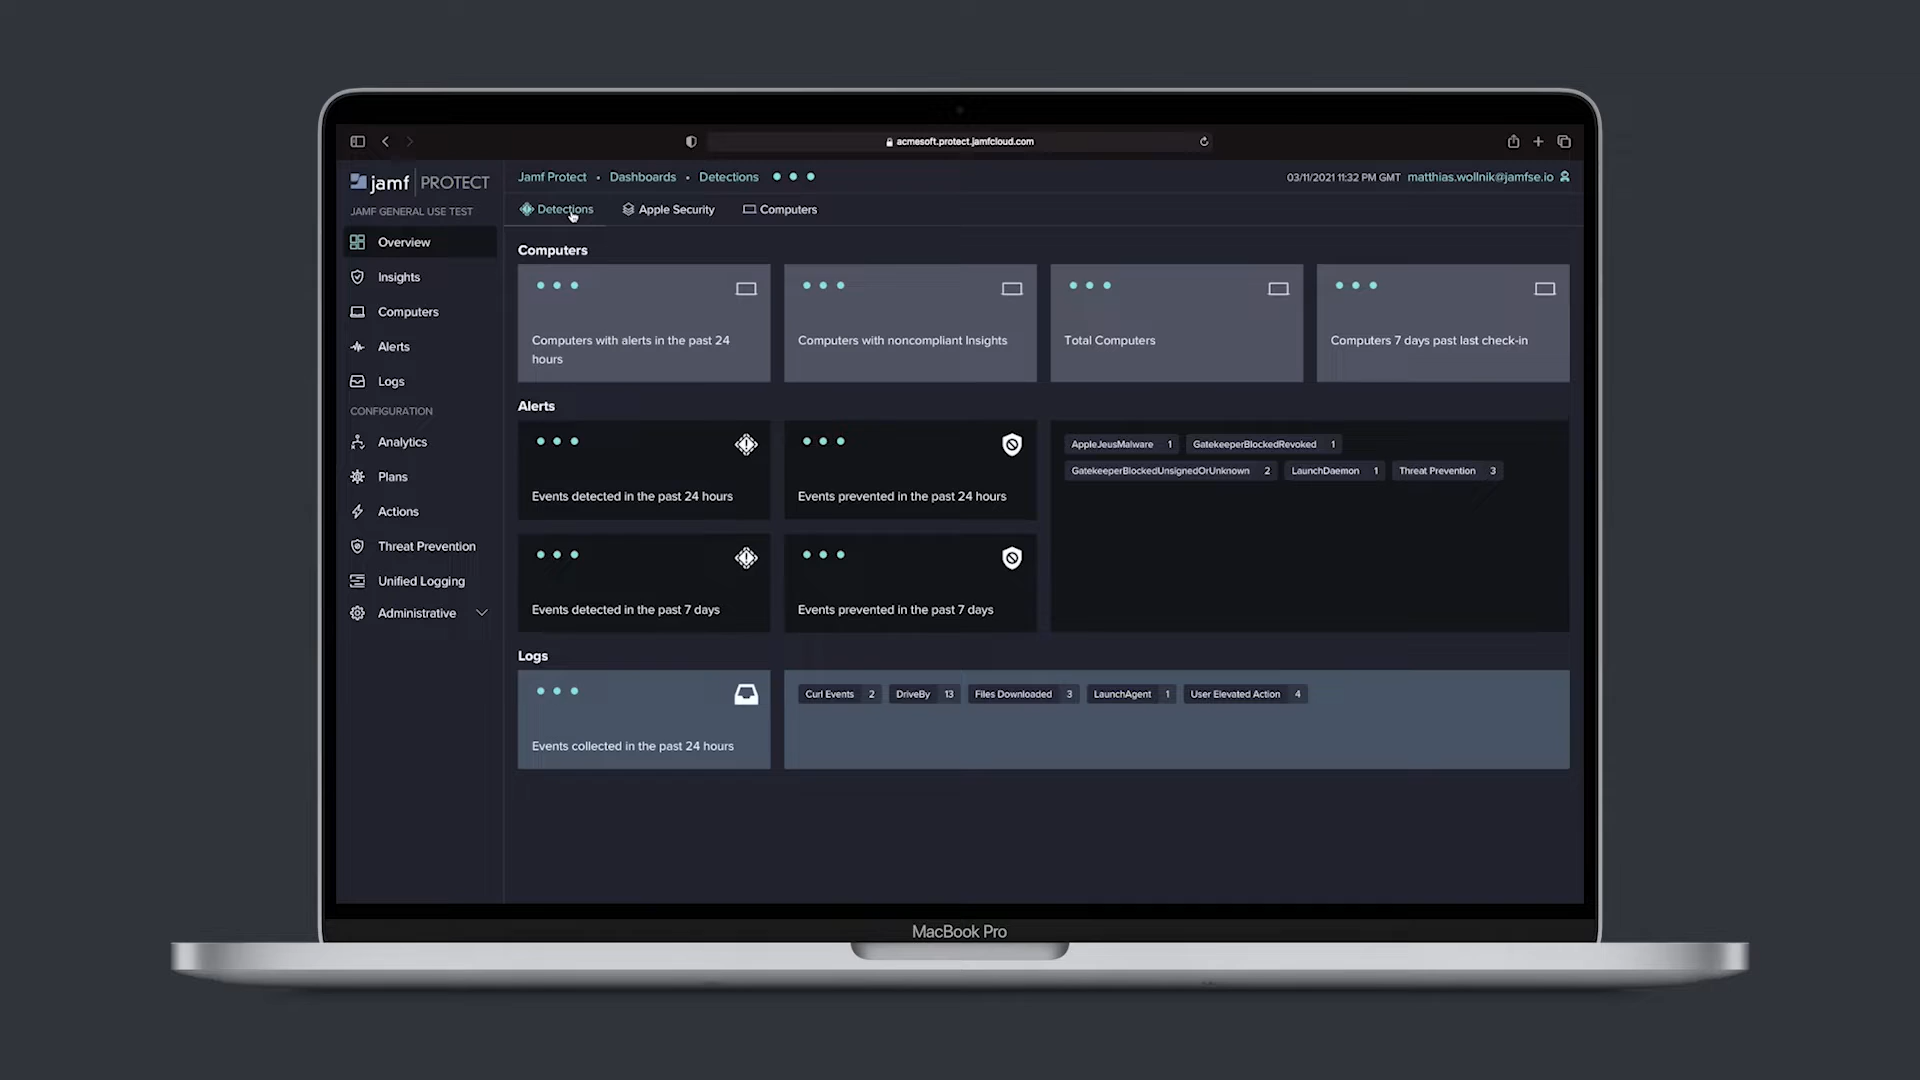 acmesoft.protect.jamfcloud.com
jamf PROTECT
Jamf Protect • Dashboards • Detections
03/11/2021 11:32 PM GMT matthias.wollnik@jamfse.io
JAMF GENERAL USE TEST
Detections Apple Security Computers
Overview
Insights
Computers
Alerts
Logs
CONFIGURATION
Analytics
Plans
Actions
Threat Prevention
Unified Logging
Administrative
Computers
Computers with alerts in the past 24
hours
Computers with noncompliant Insights
Total Computers
Computers 7 days past last check-in
Alerts
Events detected in the past 24 hours
Events prevented in the past 24 hours
AppleJeusMalware 1 GatekeeperBlockedRevoked 1
GatekeeperBlockedUnsignedOrUnknown 2 LaunchDaemon 1 Threat Prevention 3
Events detected in the past 7 days
Events prevented in the past 7 days
Logs
Events collected in the past 24 hours
Curl Events 2 DriveBy 13 Files Downloaded 3 LaunchAgent 1 User Elevated Action 4
MacBook Pro